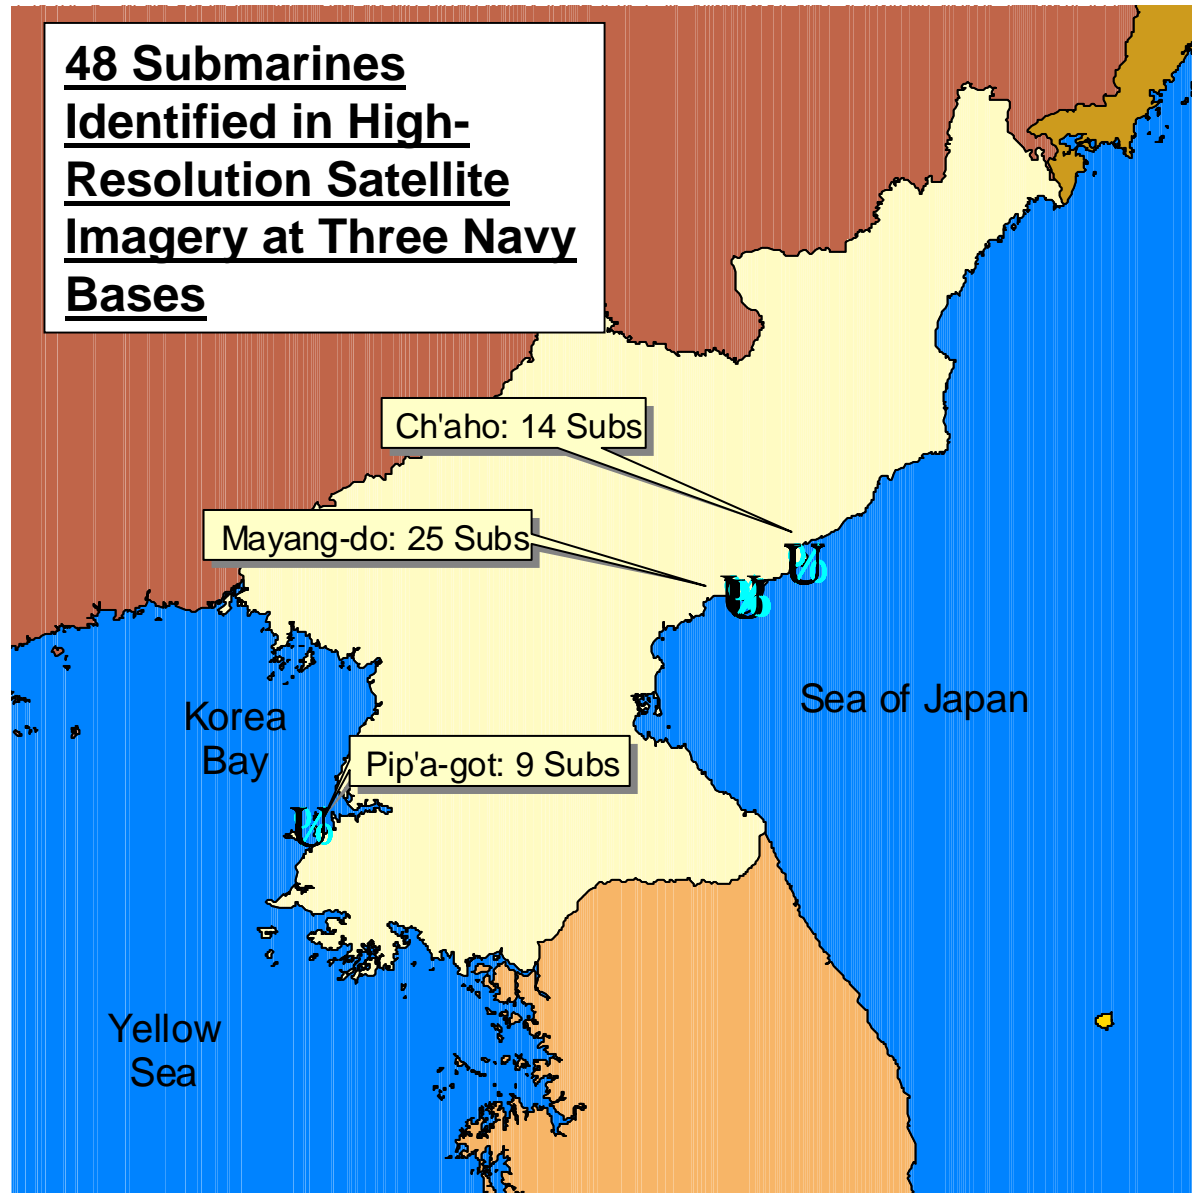 48 Submarines
Identified in High-
Resolution Satellite
Imagery at Three Navy
Bases
Ch'aho: 14 Subs
Mayang-do: 25 Subs
Sea of Japan
Korea
Bay
Pip'a-got: 9 Subs
Yellow
Sea